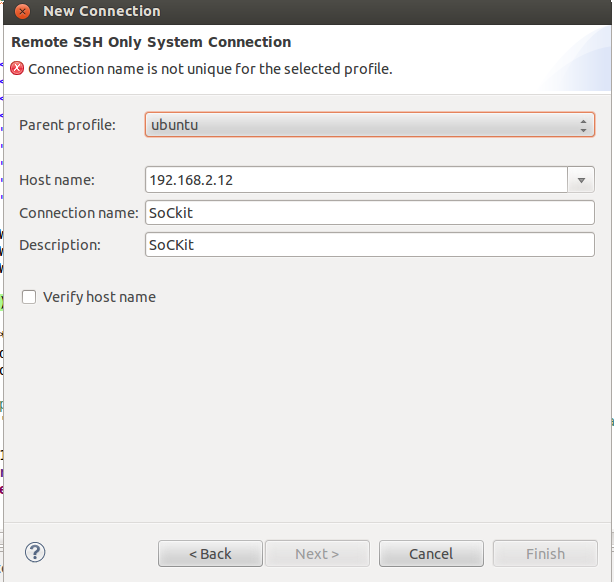 New Connection
Remote SSH Only System Connection
Connection name is not unique for the selected profile.
Parent profile: ubuntu
Host name: 192.168.2.12
Connection name: SoCkit
Description: SoCKit
Verify host name
< Back Next > Cancel Finish